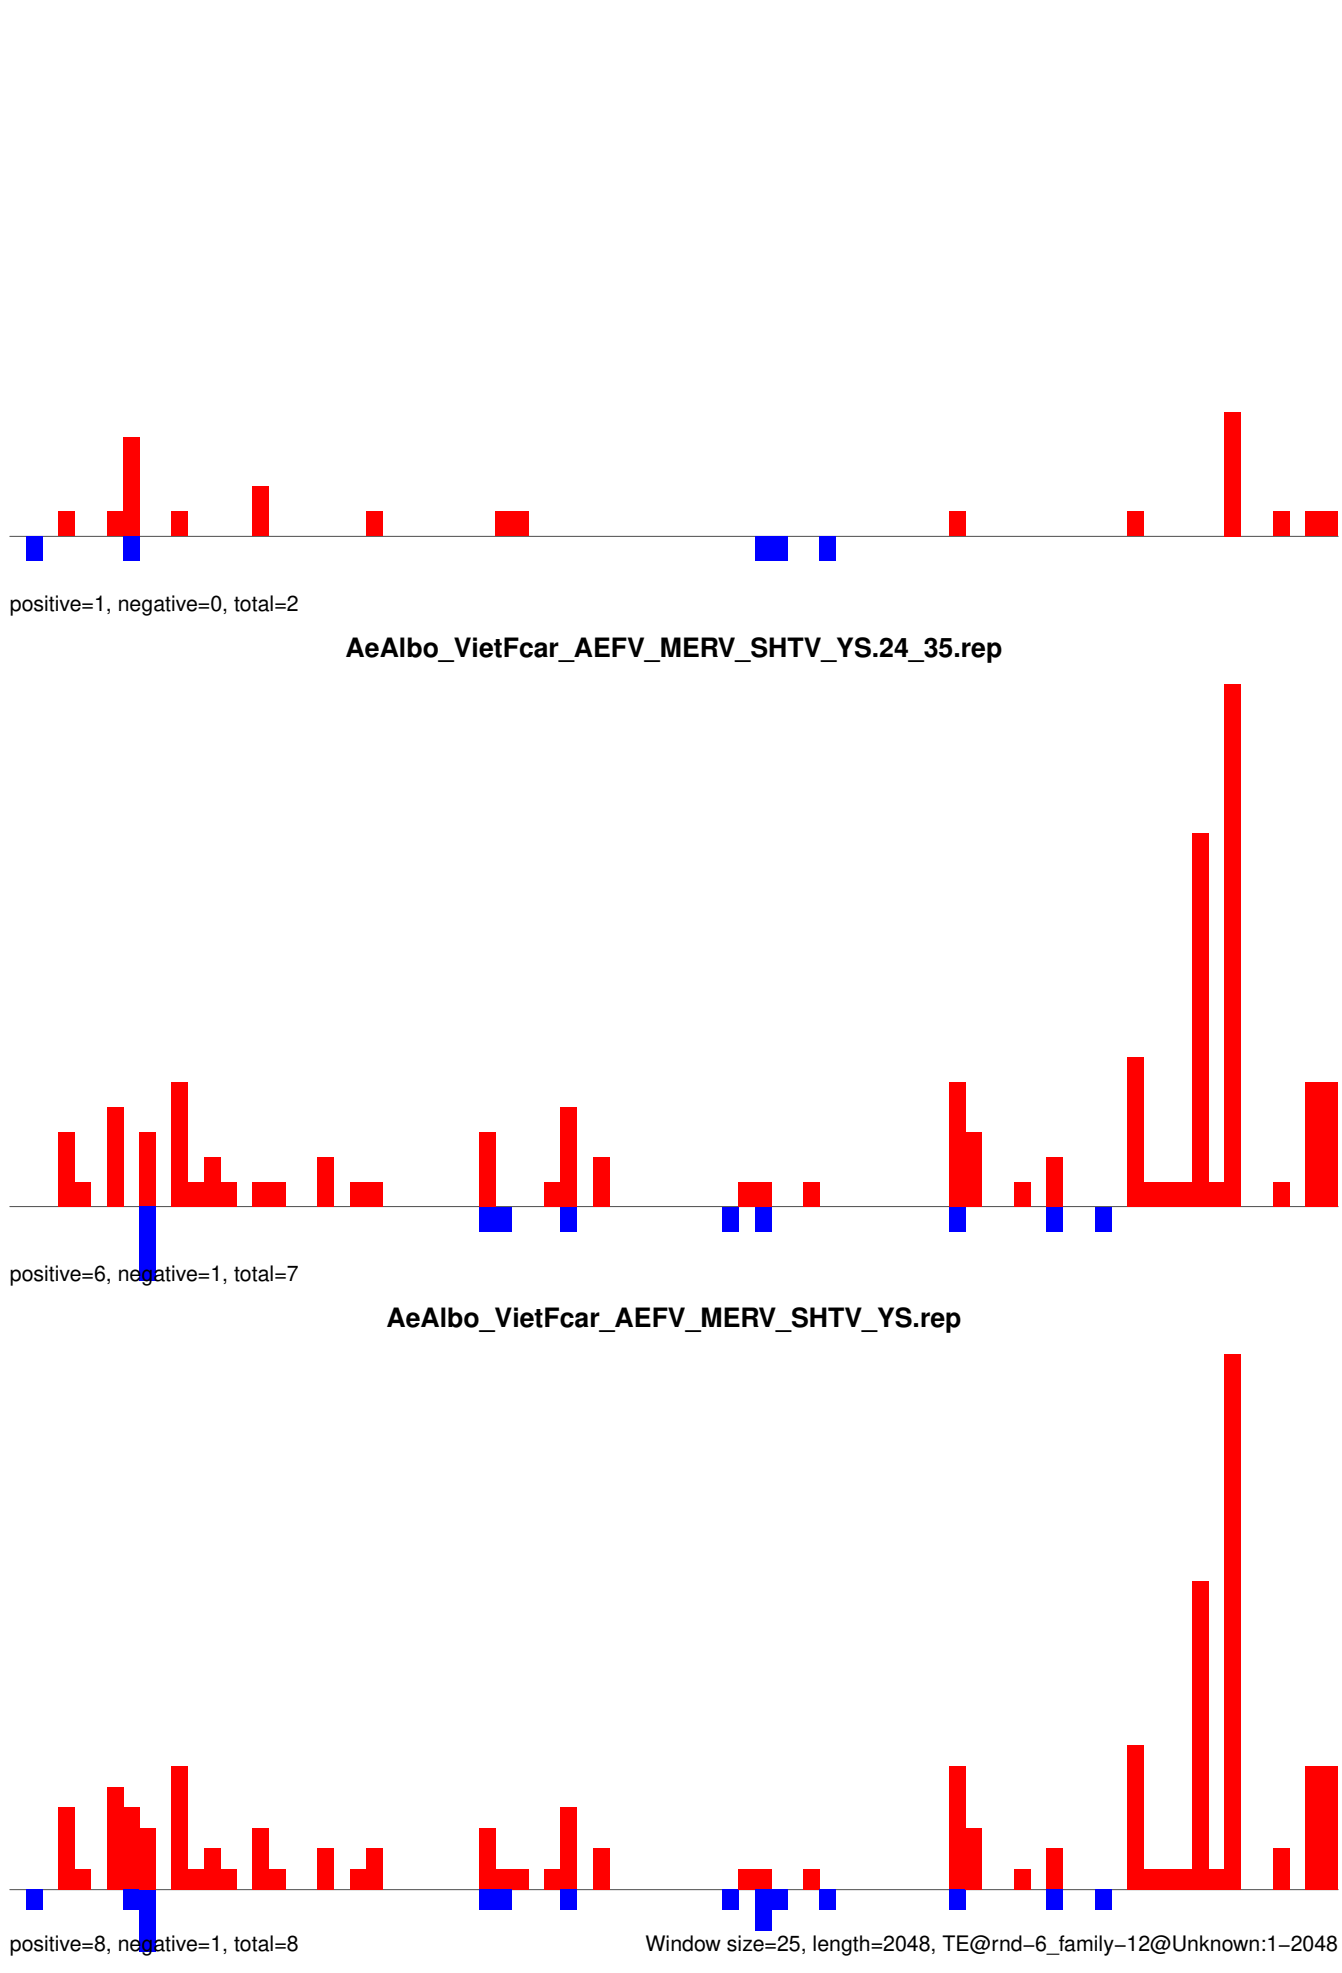 positive=1, negative=0, total=2
AeAlbo_VietFcar_AEFV_MERV_SHTV_YS.24_35.rep
positive=6, negative=1, total=7
AeAlbo_VietFcar_AEFV_MERV_SHTV_YS.rep
positive=8, negative=1, total=8
Window size=25, length=2048, TE@rnd−6_family−12@Unknown:1−2048